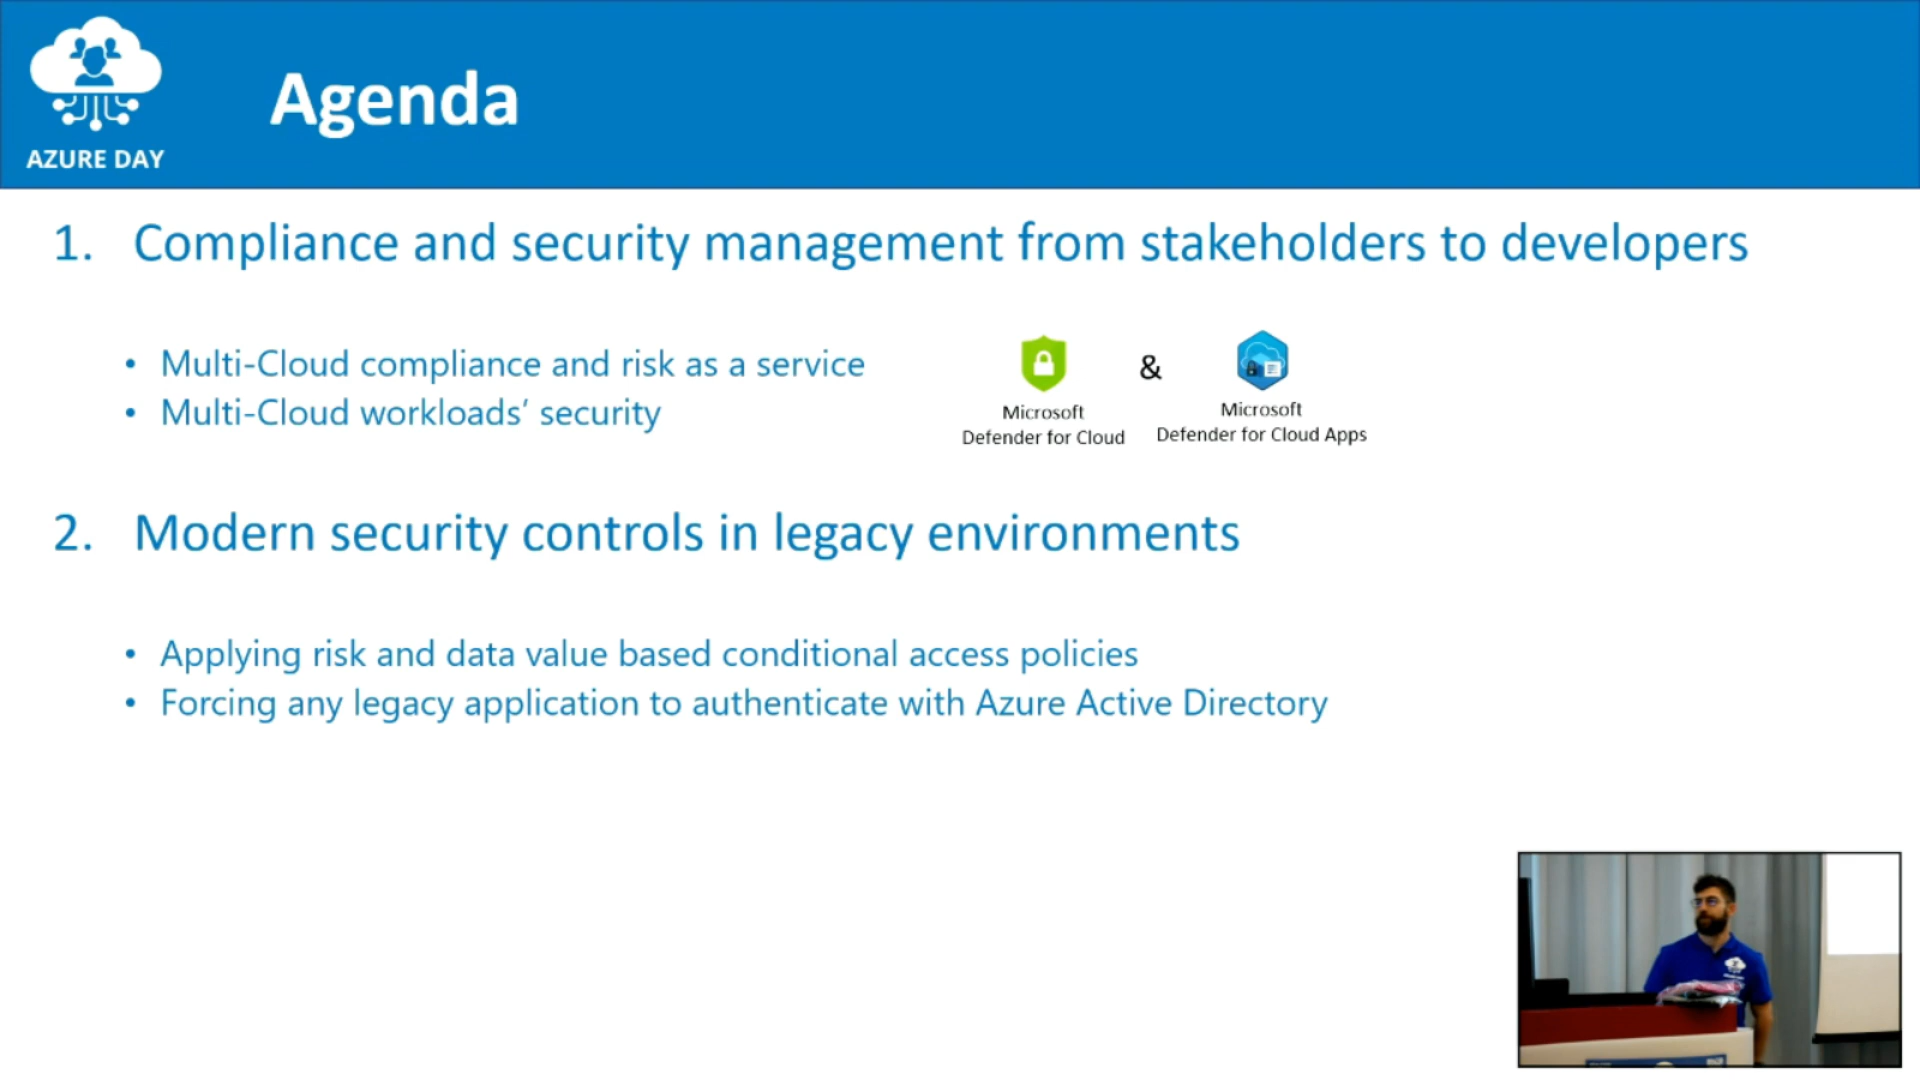 AZURE DAY
Agenda
1. Compliance and security management from stakeholders to developers
• Multi-Cloud compliance and risk as a service
• Multi-Cloud workloads’ security
&
Microsoft
Defender for Cloud
Microsoft
Defender for Cloud Apps
2. Modern security controls in legacy environments
• Applying risk and data value based conditional access policies
• Forcing any legacy application to authenticate with Azure Active Directory